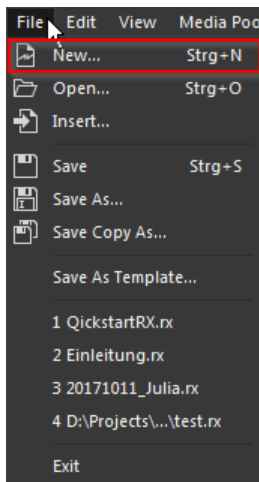 File Edit View Media Poo
New... Strg+N
Open... Strg+O
Insert...
Save Strg+S
Save As...
Save Copy As...
Save As Template...
1 QickstartRX.rx
2 Einleitung.rx
3 20171011_Julia.rx
4 D:\Projects\...\test.rx
Exit